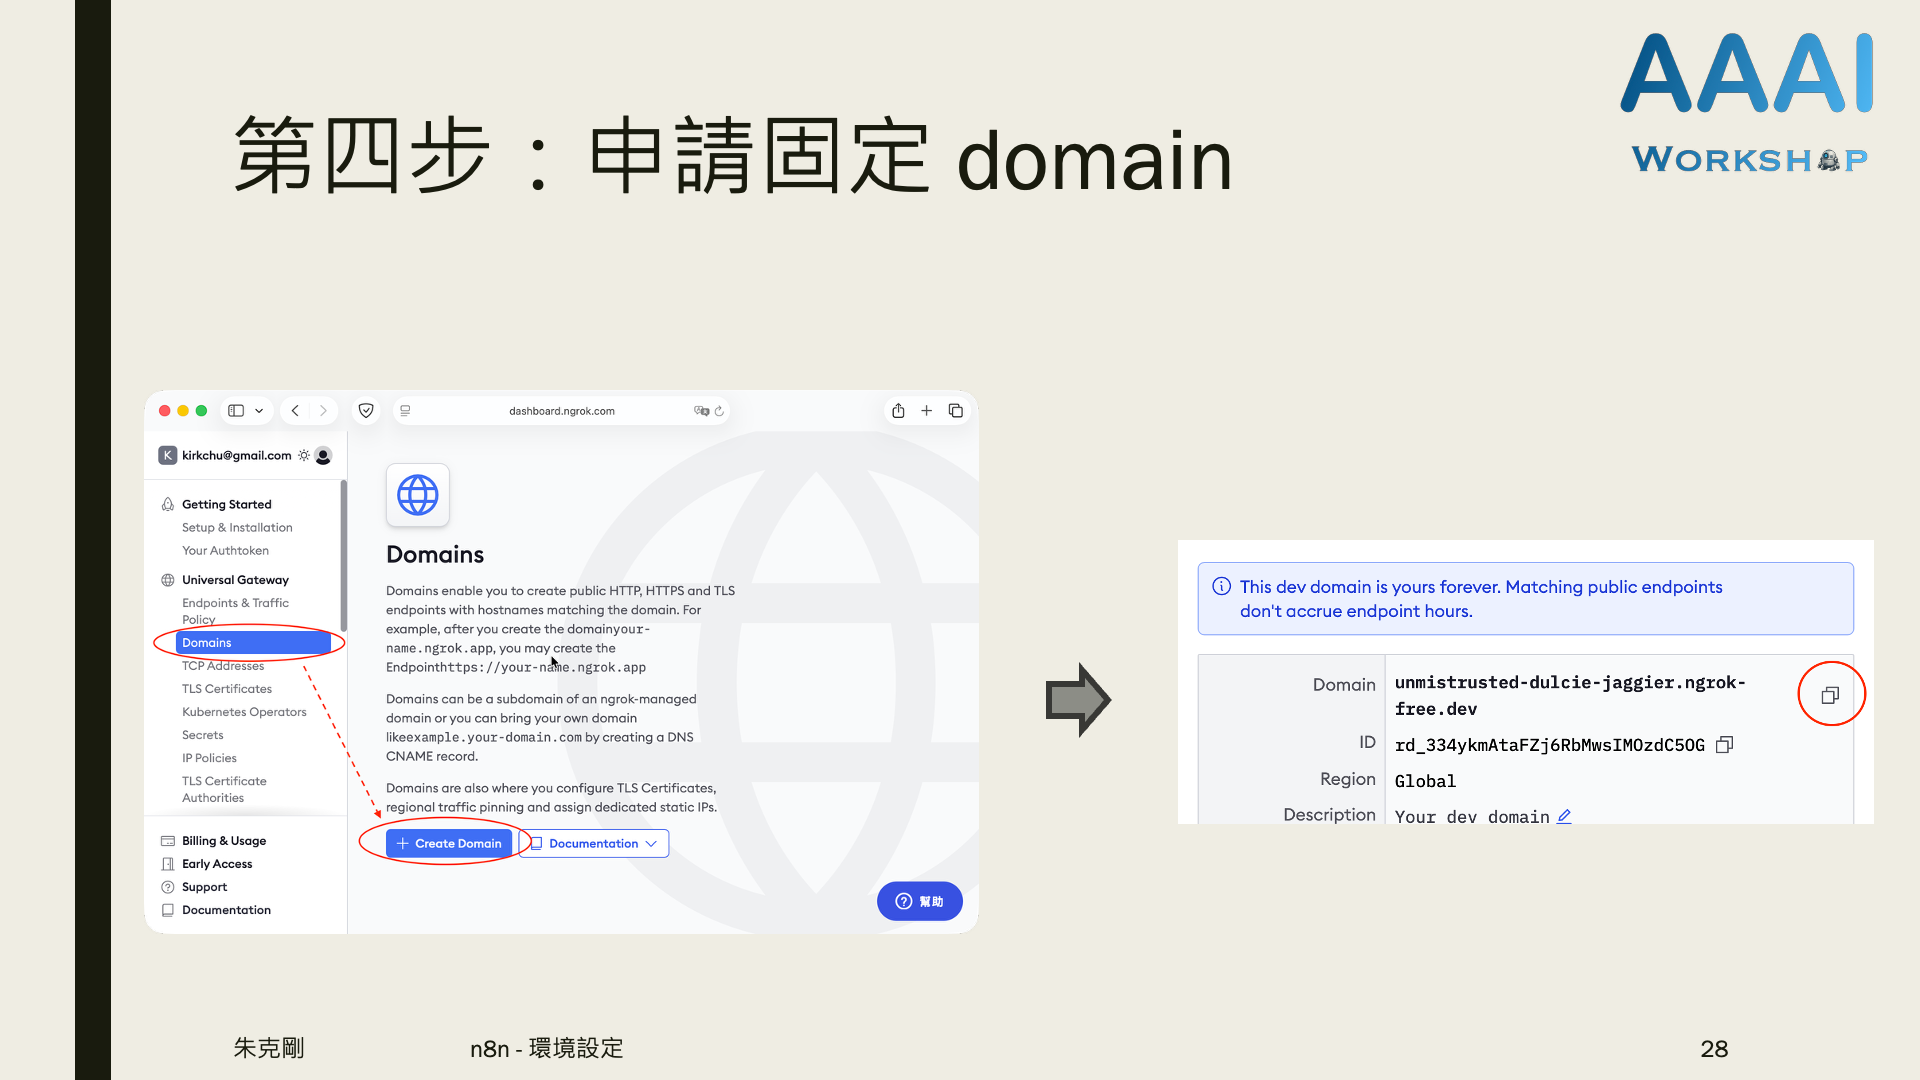 AAAI
WORKSHOP
第四步：申請固定 domain
dashboard.ngrok.com
K kirkchu@gmail.com
Getting Started
Setup & Installation
Your Authtoken
Universal Gateway
Endpoints & Traffic
Policy
Domains
TCP Addresses
TLS Certificates
Kubernetes Operators
Secrets
IP Policies
TLS Certificate
Authorities
Billing & Usage
Early Access
Support
Documentation
Domains
Domains enable you to create public HTTP, HTTPS and TLS
endpoints with hostnames matching the domain. For
example, after you create the domainyour-
name.ngrok.app, you may create the
Endpointhttps://your-name.ngrok.app
Domains can be a subdomain of an ngrok-managed
domain or you can bring your own domain
likeexample.your-domain.com by creating a DNS
CNAME record.
Domains are also where you configure TLS Certificates,
regional traffic pinning and assign dedicated static IPs.
Create Domain
Documentation
幫助
This dev domain is yours forever. Matching public endpoints
don't accrue endpoint hours.
Domain unmistrusted-dulcie-jaggier.ngrok-
free.dev
ID rd_334ykmAtaFZj6RbMwsIMOzdC5OG
Region Global
Description Your dev domain
朱克剛
n8n - 環境設定
28